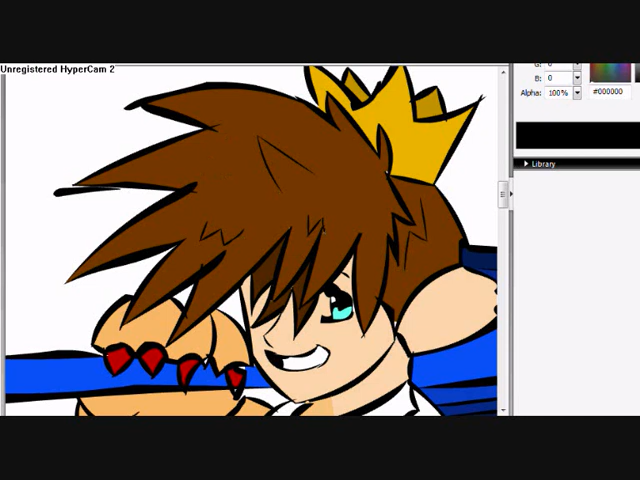 Unregistered HyperCam 2
G: 0
B: 0
Alpha: 100% #000000
Library